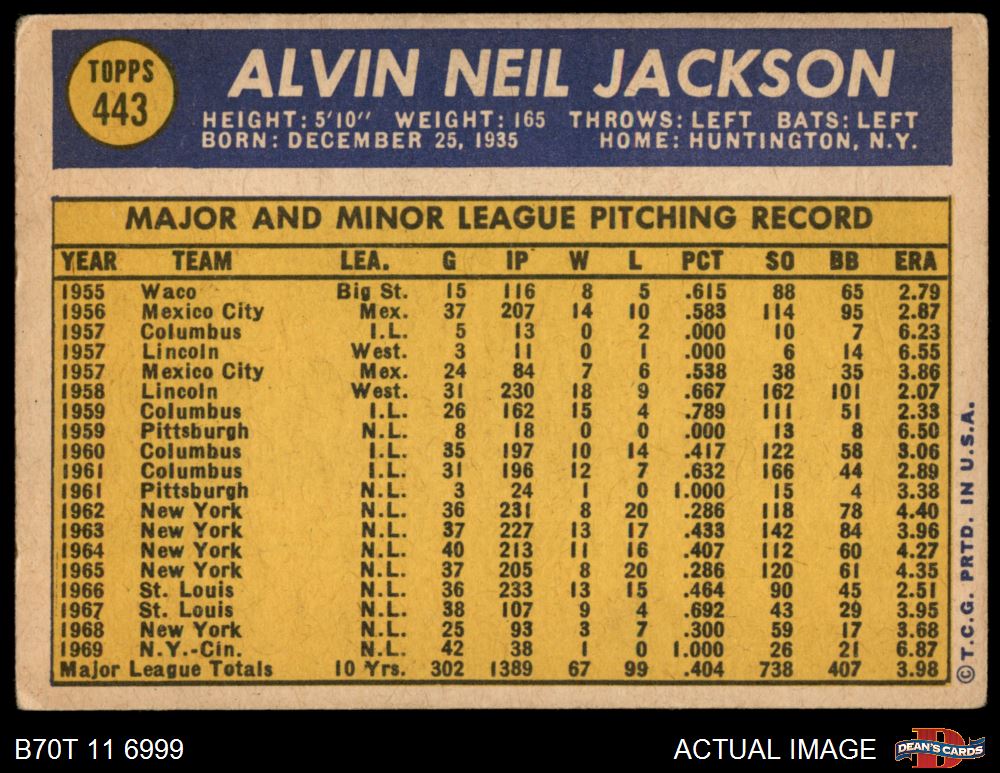 TOPPS
443
ALVIN NEIL JACKSON
HEIGHT: 5'10" WEIGHT: 165 THROWS: LEFT BATS: LEFT
BORN: DECEMBER 25, 1935 HOME: HUNTINGTON, N.Y.
MAJOR AND MINOR LEAGUE PITCHING RECORD
YEAR TEAM LEA. G IP W L PCT SO BB ERA
1955 Waco Big St. 15 116 8 5 .615 88 65 2.79
1956 Mexico City Mex. 37 207 14 10 .583 114 95 2.87
1957 Columbus I.L. 5 13 0 2 .000 10 7 6.23
1957 Lincoln West. 3 11 0 1 .000 6 14 6.55
1957 Mexico City Mex. 24 84 7 6 .538 38 35 3.86
1958 Lincoln West. 31 230 18 9 .667 162 101 2.07
1959 Columbus I.L. 26 162 15 4 .789 111 51 2.33
1959 Pittsburgh N.L. 8 18 0 0 .000 13 8 6.50
1960 Columbus I.L. 35 197 10 14 .417 122 58 3.06
1961 Columbus I.L. 31 196 12 7 .632 166 44 2.89
1961 Pittsburgh N.L. 3 24 1 0 1.000 15 4 3.38
1962 New York N.L. 36 231 8 20 .286 118 78 4.40
1963 New York N.L. 37 227 13 17 .433 142 84 3.96
1964 New York N.L. 40 213 11 16 .407 112 60 4.27
1965 New York N.L. 37 205 8 20 .286 120 61 4.35
1966 St. Louis N.L. 36 233 13 15 .464 90 45 2.51
1967 St. Louis N.L. 38 107 9 4 .692 43 29 3.95
1968 New York N.L. 25 93 3 7 .300 59 17 3.68
1969 N.Y.-Cin. N.L. 42 38 1 0 1.000 26 21 6.87
Major League Totals 10 Yrs. 302 1389 67 99 .404 738 407 3.98
© T.C.G. PRTD. IN U.S.A.
B70T 11 6999
ACTUAL IMAGE
DEAN'S CARDS